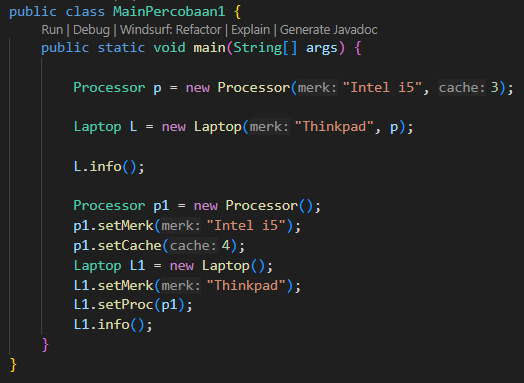 public class MainPercobaan1 {
Run | Debug | Windsurf: Refactor | Explain | Generate Javadoc
public static void main(String[] args) {
Processor p = new Processor(merk: "Intel i5", cache: 3);
Laptop L = new Laptop(merk: "Thinkpad", p);
L.info();
Processor p1 = new Processor();
p1.setMerk(merk: "Intel i5");
p1.setCache(cache: 4);
Laptop L1 = new Laptop();
L1.setMerk(merk: "Thinkpad");
L1.setProc(p1);
L1.info();
}
}